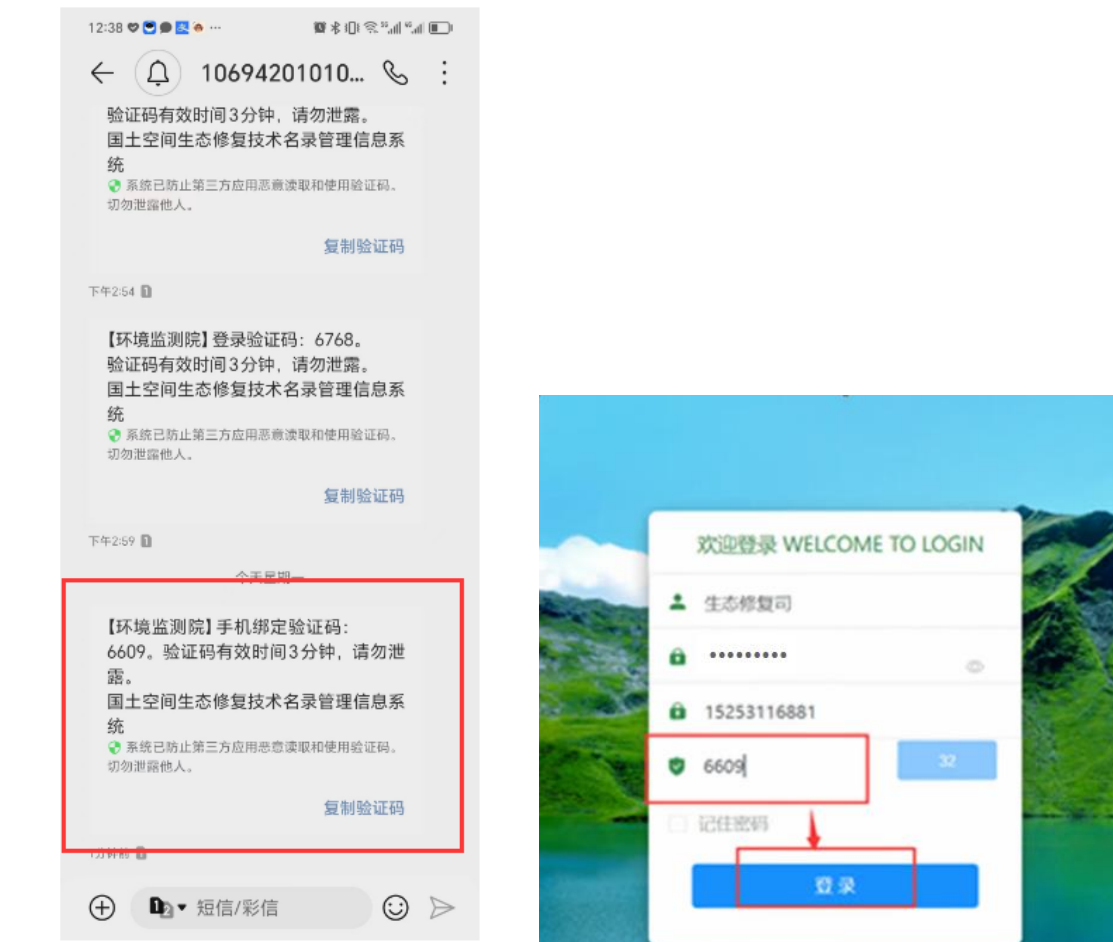 12:38
10694201010...
验证码有效时间3分钟，请勿泄露。
国土空间生态修复技术名录管理信息系
统
系统已防止第三方应用恶意读取和使用验证码。
切勿泄露他人。
复制验证码
下午2:54
【环境监测院】登录验证码：6768。
验证码有效时间3分钟，请勿泄露。
国土空间生态修复技术名录管理信息系
统
系统已防止第三方应用恶意读取和使用验证码。
切勿泄露他人。
复制验证码
下午2:59
今天星期一
【环境监测院】手机绑定验证码：
6609。验证码有效时间3分钟，请勿泄
露。
国土空间生态修复技术名录管理信息系
统
系统已防止第三方应用恶意读取和使用验证码。
切勿泄露他人。
复制验证码
1分钟前
短信/彩信
欢迎登录 WELCOME TO LOGIN
生态修复司
•••••••••
15253116881
6609
32
记住密码
登录